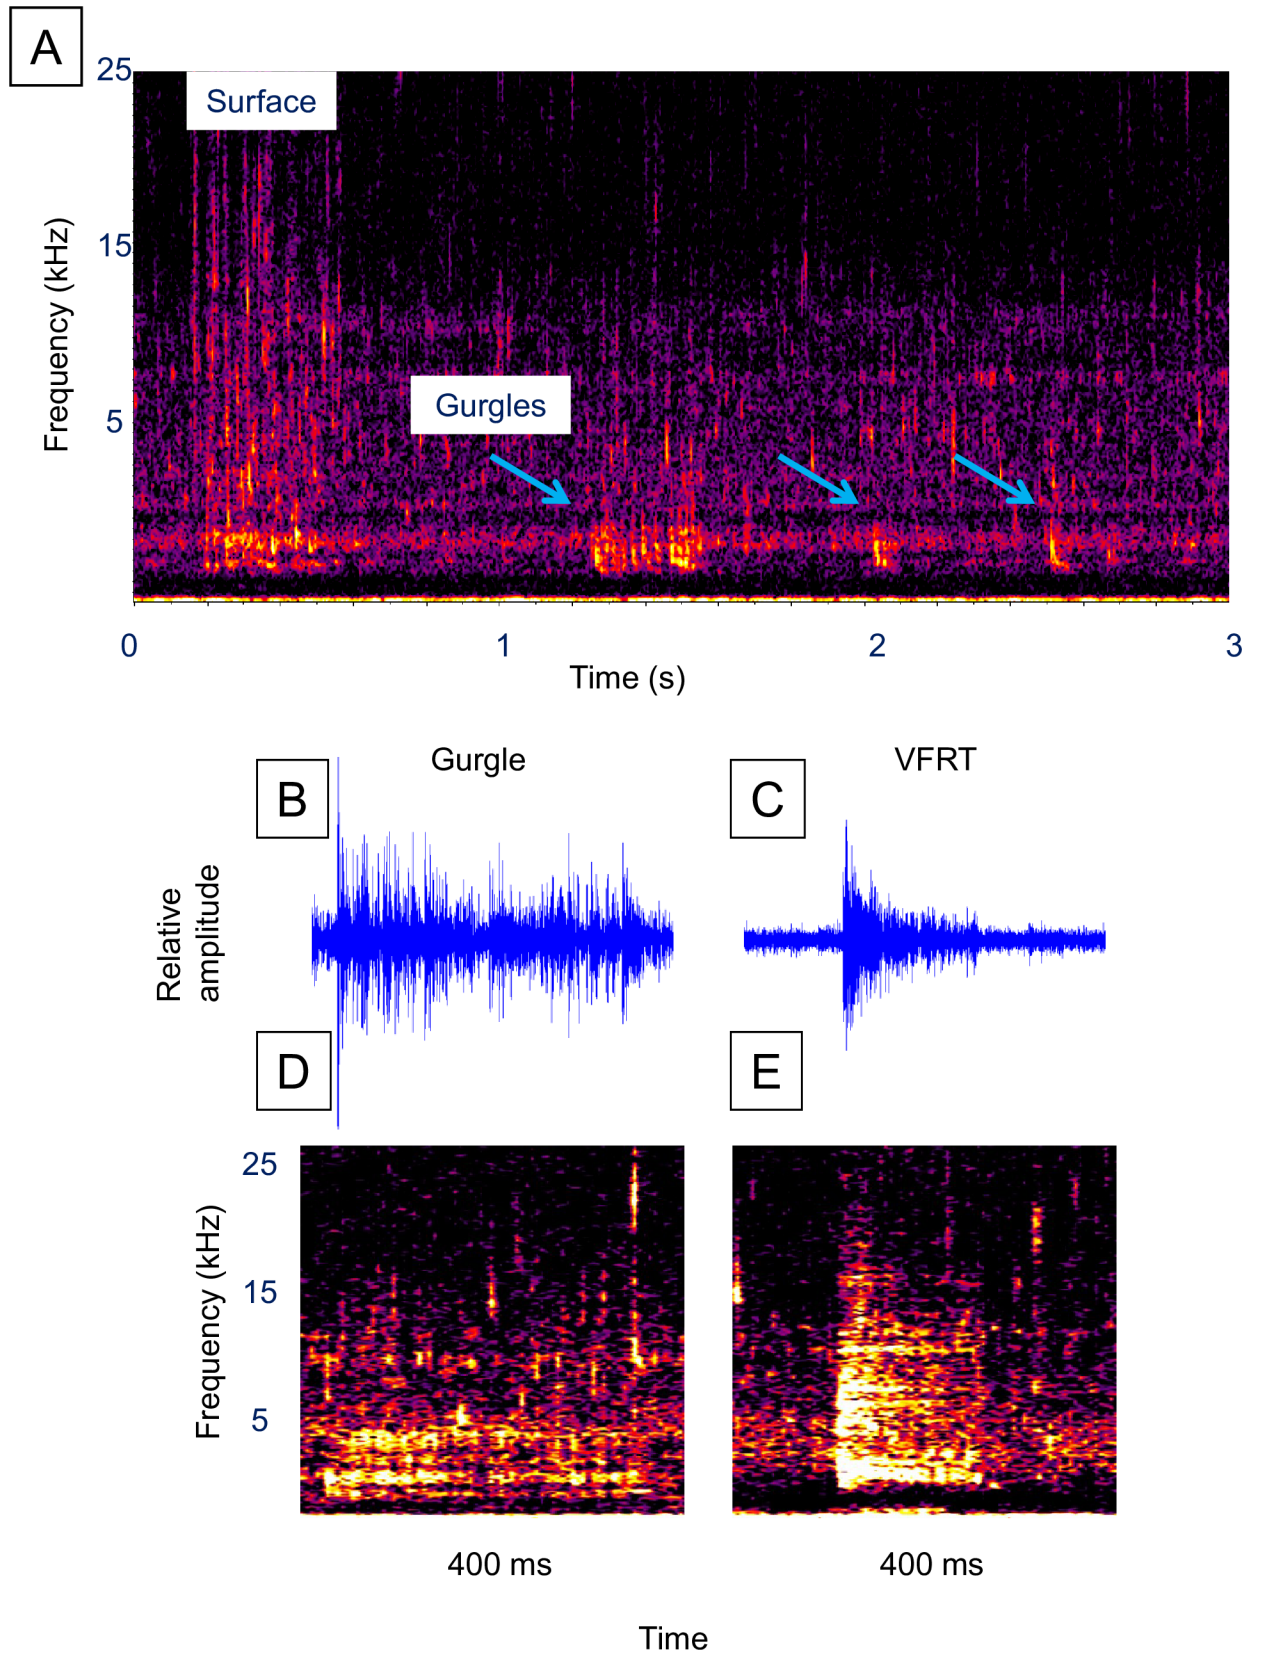 A
25
Surface
15
Gurgles
5
Frequency (kHz)
0 1 2 3
Time (s)
Gurgle VFRT
B C
Relative
amplitude
D E
25
15
5
Frequency (kHz)
400 ms 400 ms
Time